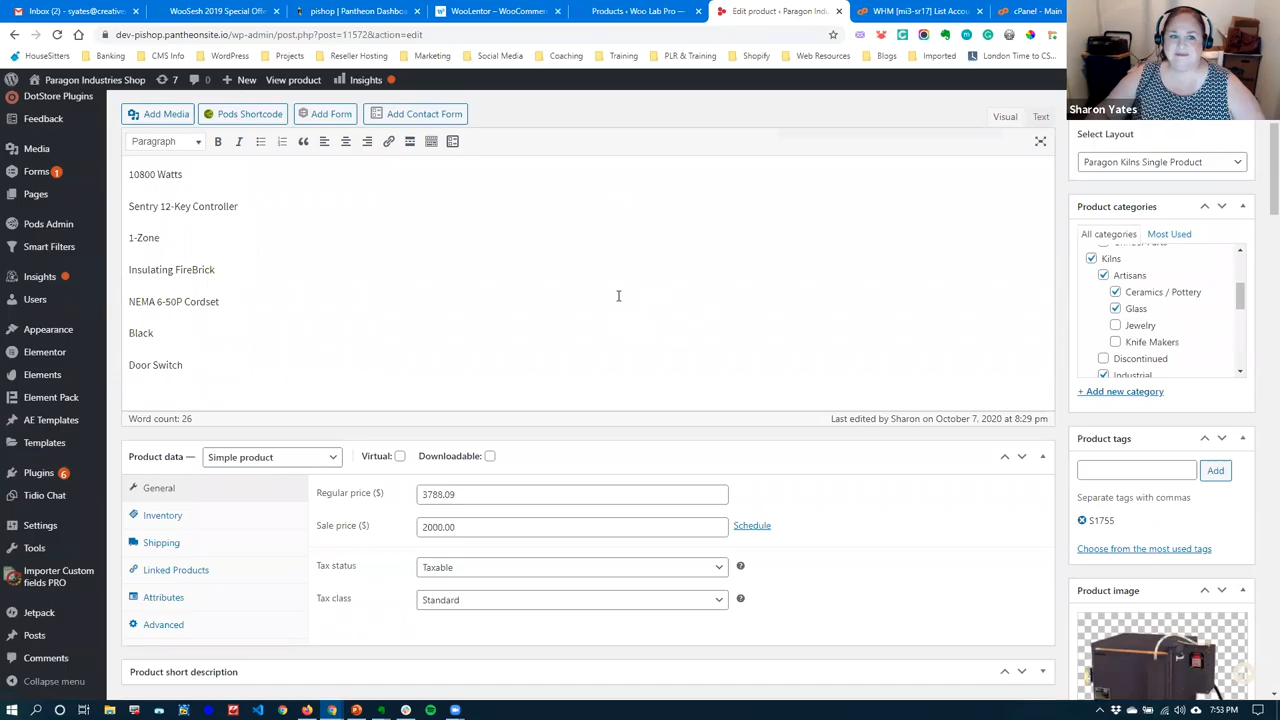 Inbox - syates@creative
WooSesh 2019 Special Offer
pishop | Pantheon Dashboa
WooLentor – WooCommer
Products ‹ Woo Lab Pro —
Edit product ‹ Paragon Ind
WHM [mi3-sr17] List Accou
cPanel - Main
dev-pishop.pantheonsite.io/wp-admin/post.php?post=11572&action=edit
HouseSitters
Banking
CMS Info
WordPress
Projects
Reseller Hosting
Marketing
Social Media
Coaching
Training
PLR & Training
Shopify
Web Resources
Blogs
Imported
London Time to CS...
Paragon Industries Shop
7
0
New
View product
Insights
Sharon Yates
DotStore Plugins
Feedback
Media
Forms 1
Pages
Pods Admin
Smart Filters
Insights
Users
Appearance
Elementor
Elements
Element Pack
AE Templates
Templates
Plugins 6
Tidio Chat
Settings
Tools
Importer Custom
fields PRO
Jetpack
Posts
Comments
Collapse menu
Add Media
Pods Shortcode
Add Form
Add Contact Form
Visual
Text
Paragraph
10800 Watts
Sentry 12-Key Controller
1-Zone
Insulating FireBrick
NEMA 6-50P Cordset
Black
Door Switch
Word count: 26
Last edited by Sharon on October 7, 2020 at 8:29 pm
Product data —
Simple product
Virtual:
Downloadable:
General
Inventory
Shipping
Linked Products
Attributes
Advanced
Regular price ($)
3788.09
Sale price ($)
2000.00
Schedule
Tax status
Taxable
Tax class
Standard
Product short description
Select Layout
Paragon Kilns Single Product
Product categories
All categories
Most Used
Kilns
Artisans
Ceramics / Pottery
Glass
Jewelry
Knife Makers
Discontinued
Industrial
+ Add new category
Product tags
Add
Separate tags with commas
S1755
Choose from the most used tags
Product image
7:53 PM